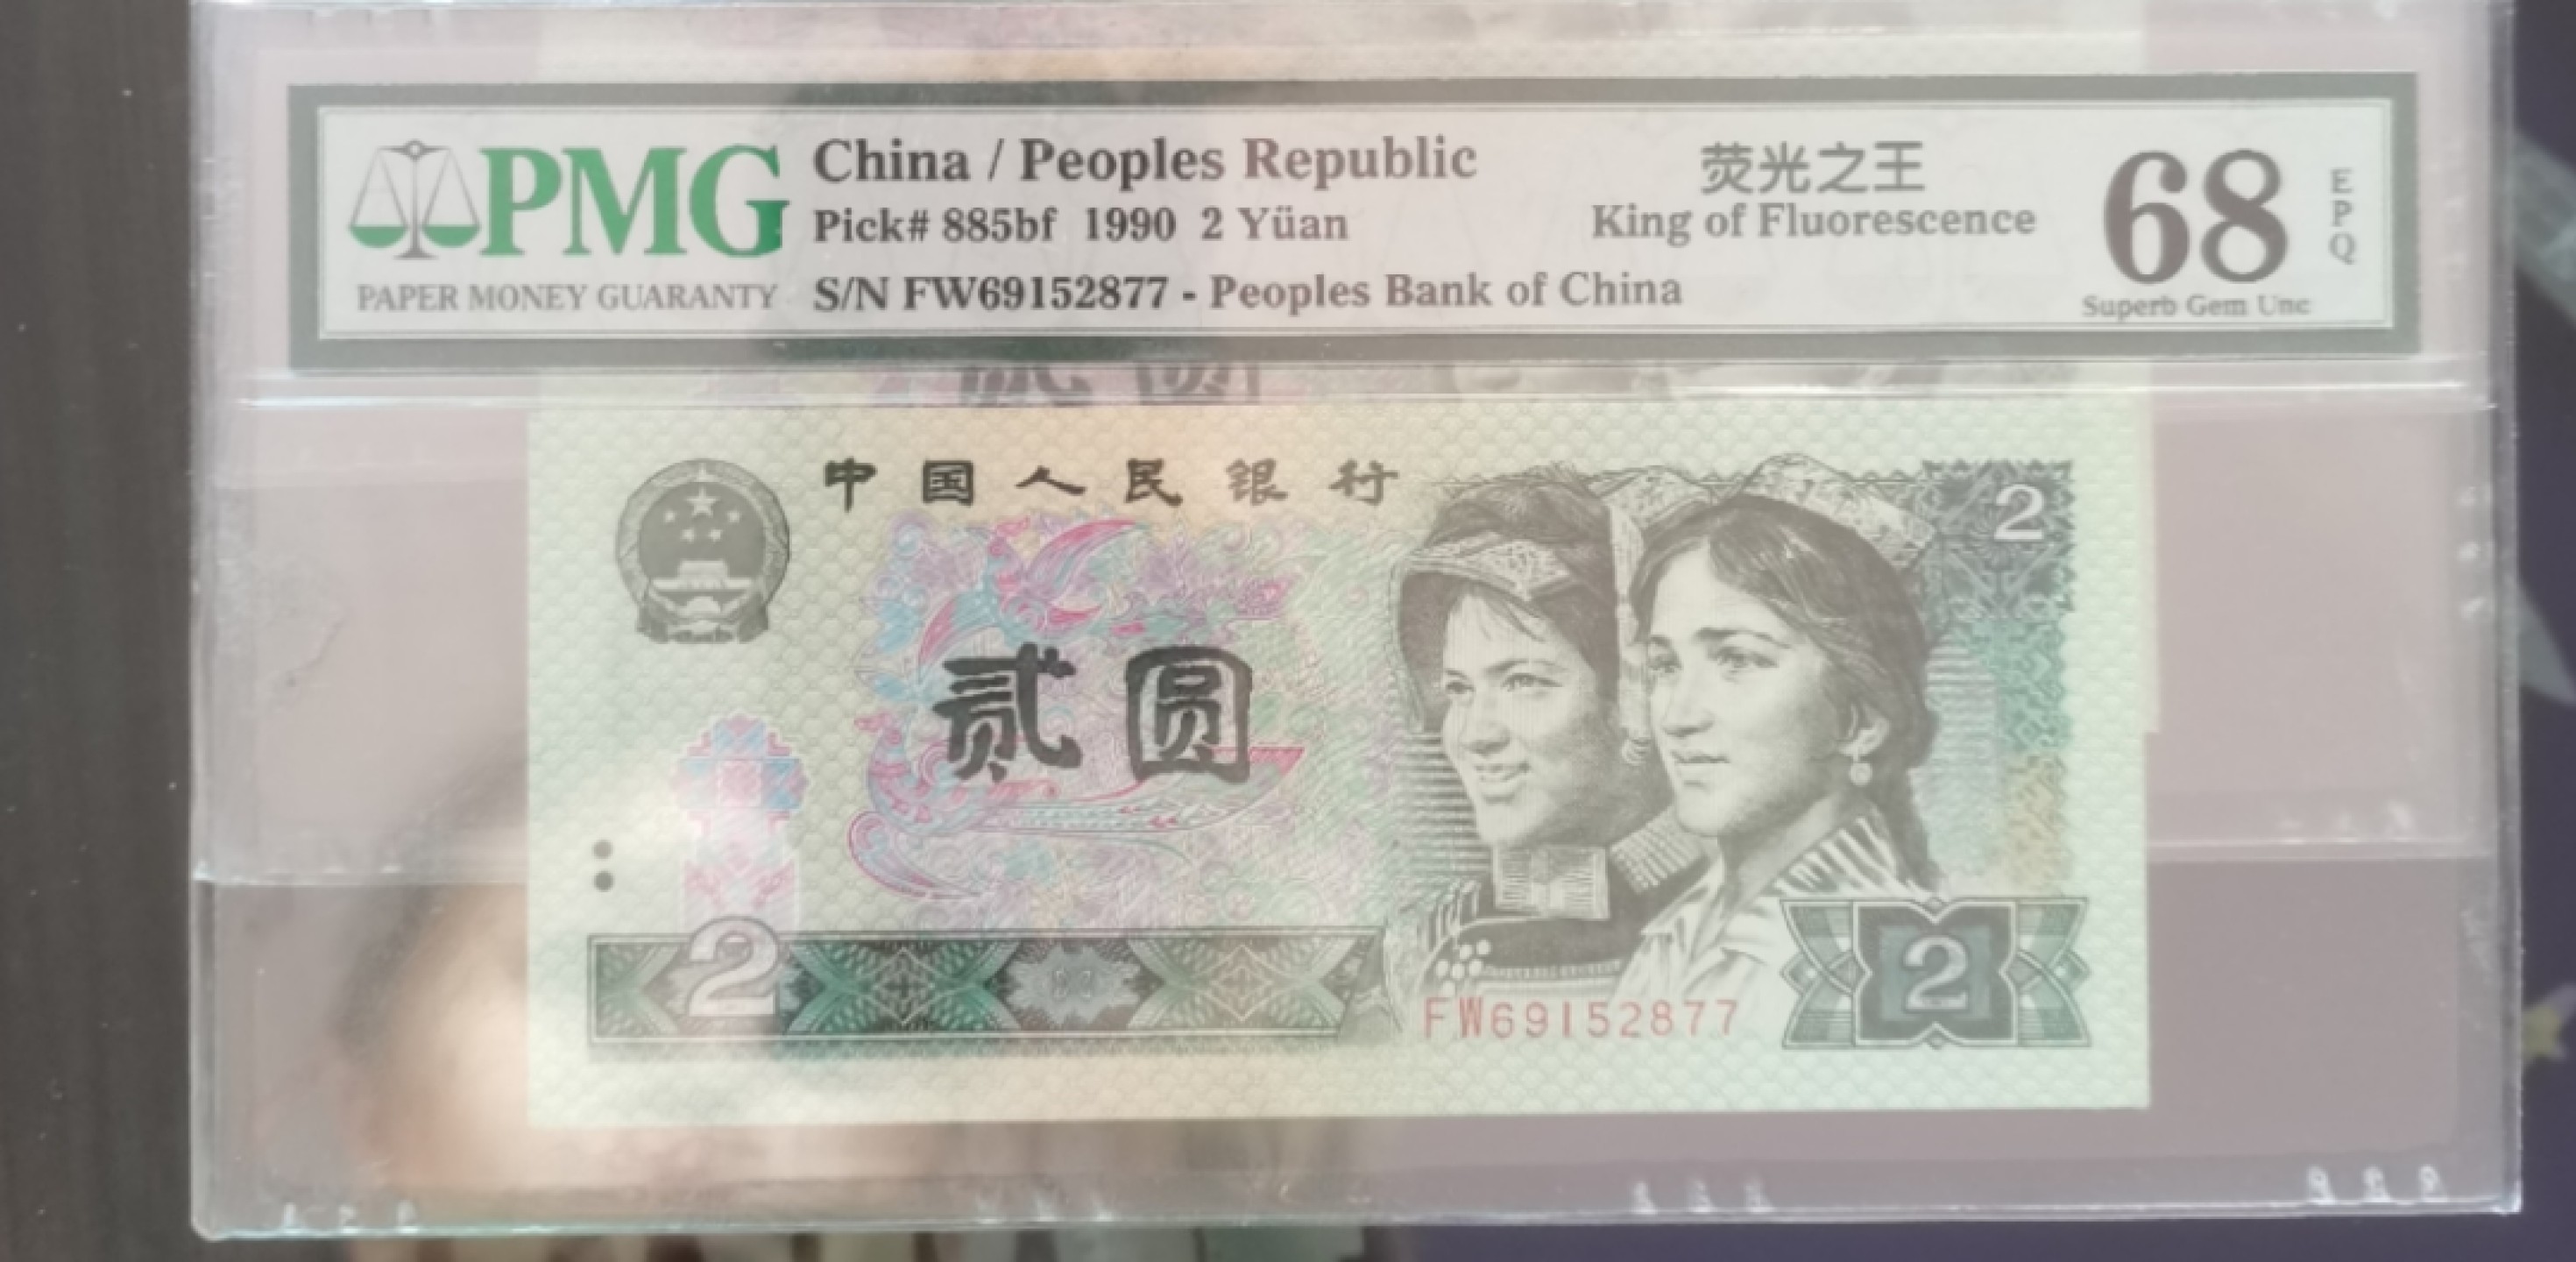 PMG
PAPER MONEY GUARANTY
China / Peoples Republic
Pick# 885bf 1990 2 Yüan
S/N FW69152877 - Peoples Bank of China
荧光之王
King of Fluorescence
68
EPQ
Superb Gem Unc
贰圆
中国人民银行
2
贰圆
2
FW69152877
2